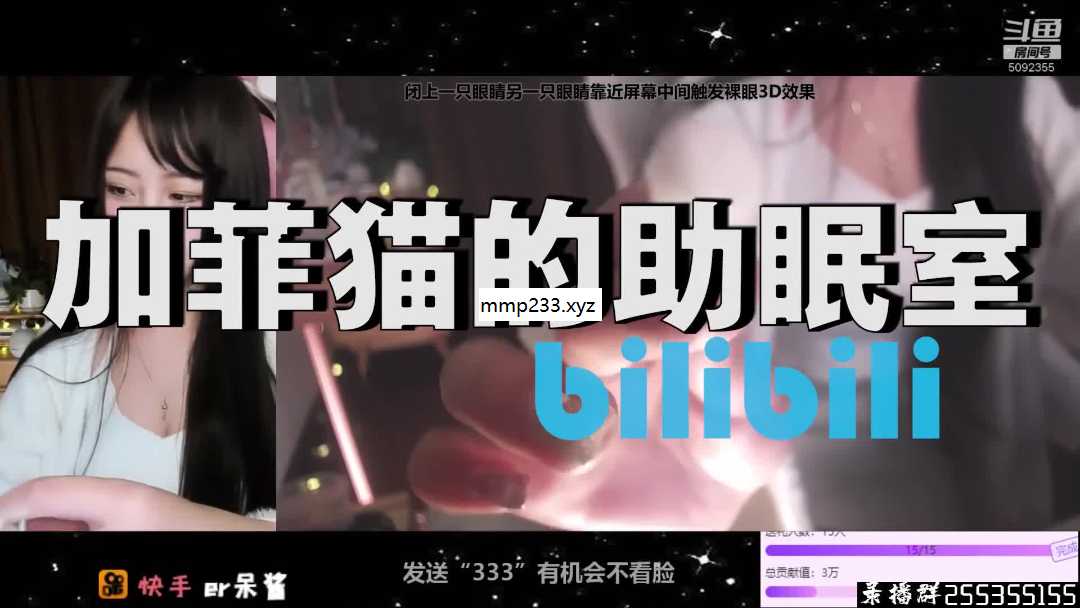 斗鱼
房间号
5092355
闭上一只眼睛另一只眼睛靠近屏幕中间触发裸眼3D效果
加菲猫的助眠室
mmp233.xyz
bilibili
15/15
完成
总贡献值：3万
快手 er呆酱
发送“333”有机会不看脸
录播群255355155